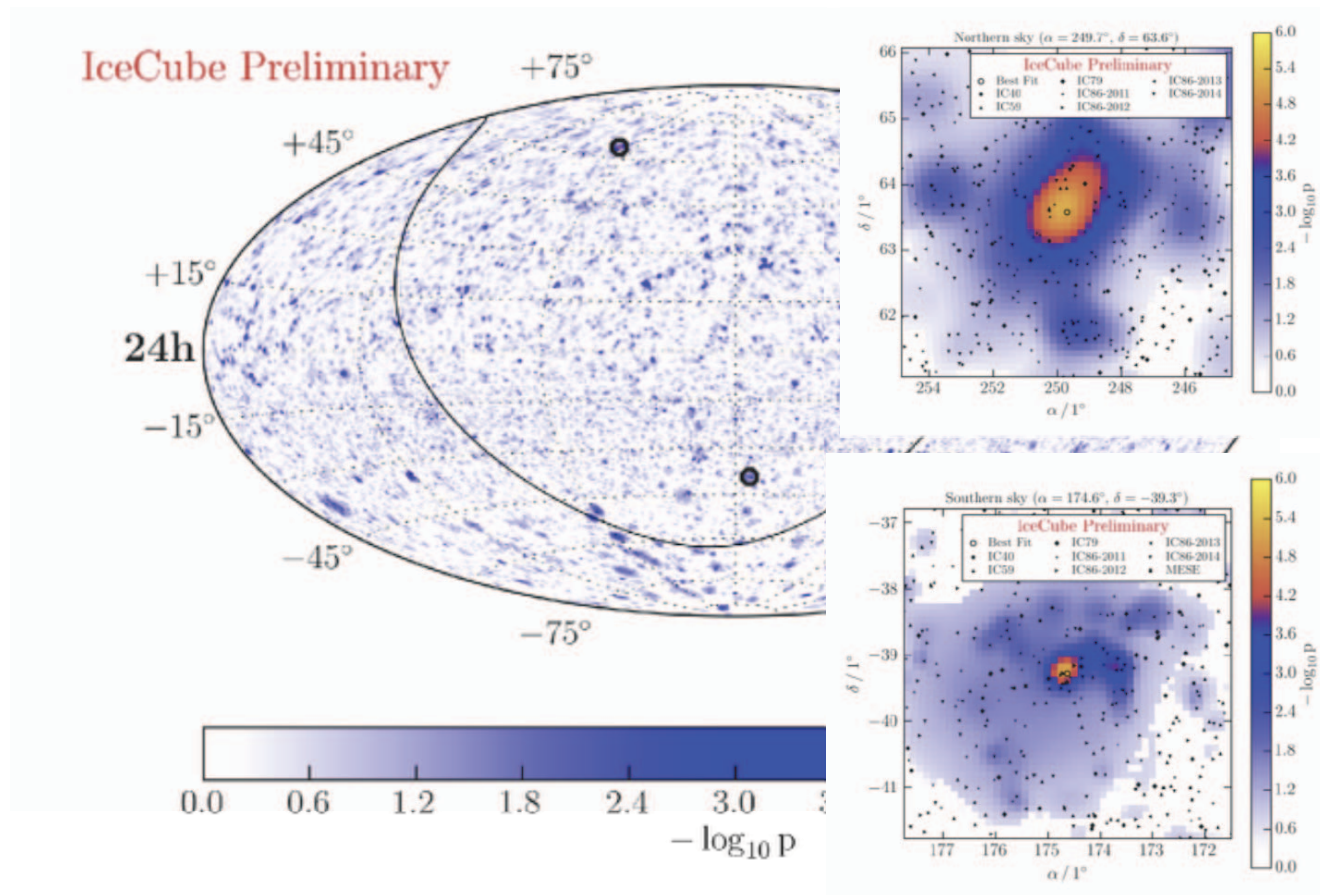 IceCube Preliminary
+75°
+45°
+15°
24h
−15°
−45°
−75°
0.0 0.6 1.2 1.8 2.4 3.0
− log₁₀ p
Northern sky (α = 249.7°, δ = 63.6°)
IceCube Preliminary
Best Fit IC79 IC86-2013
IC40 IC86-2011 IC86-2014
IC59 IC86-2012
66
65
64
63
62
δ / 1°
254 252 250 248 246
α / 1°
6.0
5.4
4.8
4.2
3.6
3.0
2.4
1.8
1.2
0.6
0.0
− log₁₀ p
Southern sky (α = 174.6°, δ = −39.3°)
IceCube Preliminary
Best Fit IC79 IC86-2013
IC40 IC86-2011 IC86-2014
IC59 IC86-2012 MESE
−37
−38
−39
−40
−41
δ / 1°
177 176 175 174 173 172
α / 1°
6.0
5.4
4.8
4.2
3.6
3.0
2.4
1.8
1.2
0.6
0.0
− log₁₀ p